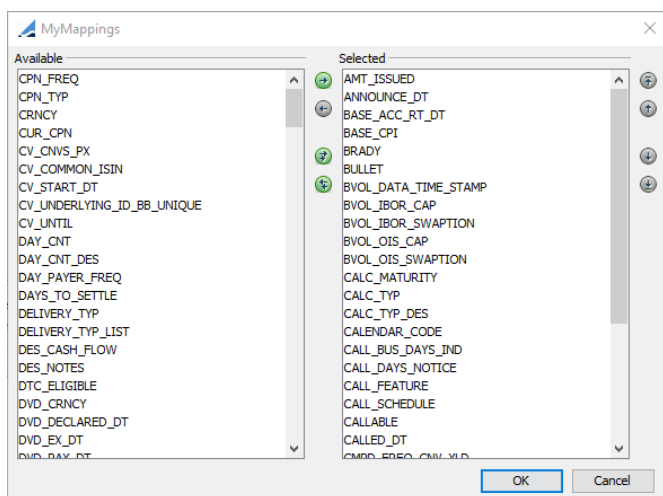 MyMappings
Available
CPN_FREQ
CPN_TYP
CRNCY
CUR_CPN
CV_CNVS_PX
CV_COMMON_ISIN
CV_START_DT
CV_UNDERLYING_ID_BB_UNIQUE
CV_UNTIL
DAY_CNT
DAY_CNT_DES
DAY_PAYER_FREQ
DAYS_TO_SETTLE
DELIVERY_TYP
DELIVERY_TYP_LIST
DES_CASH_FLOW
DES_NOTES
DTC_ELIGIBLE
DVD_CRNCY
DVD_DECLARED_DT
DVD_EX_DT
DVD_PAY_DT
Selected
AMT_ISSUED
ANNOUNCE_DT
BASE_ACC_RT_DT
BASE_CPI
BRADY
BULLET
BVOL_DATA_TIME_STAMP
BVOL_IBOR_CAP
BVOL_IBOR_SWAPTION
BVOL_OIS_CAP
BVOL_OIS_SWAPTION
CALC_MATURITY
CALC_TYP
CALC_TYP_DES
CALENDAR_CODE
CALL_BUS_DAYS_IND
CALL_DAYS_NOTICE
CALL_FEATURE
CALL_SCHEDULE
CALLABLE
CALLED_DT
CMPD_FREQ_CNV_YLD
OK
Cancel